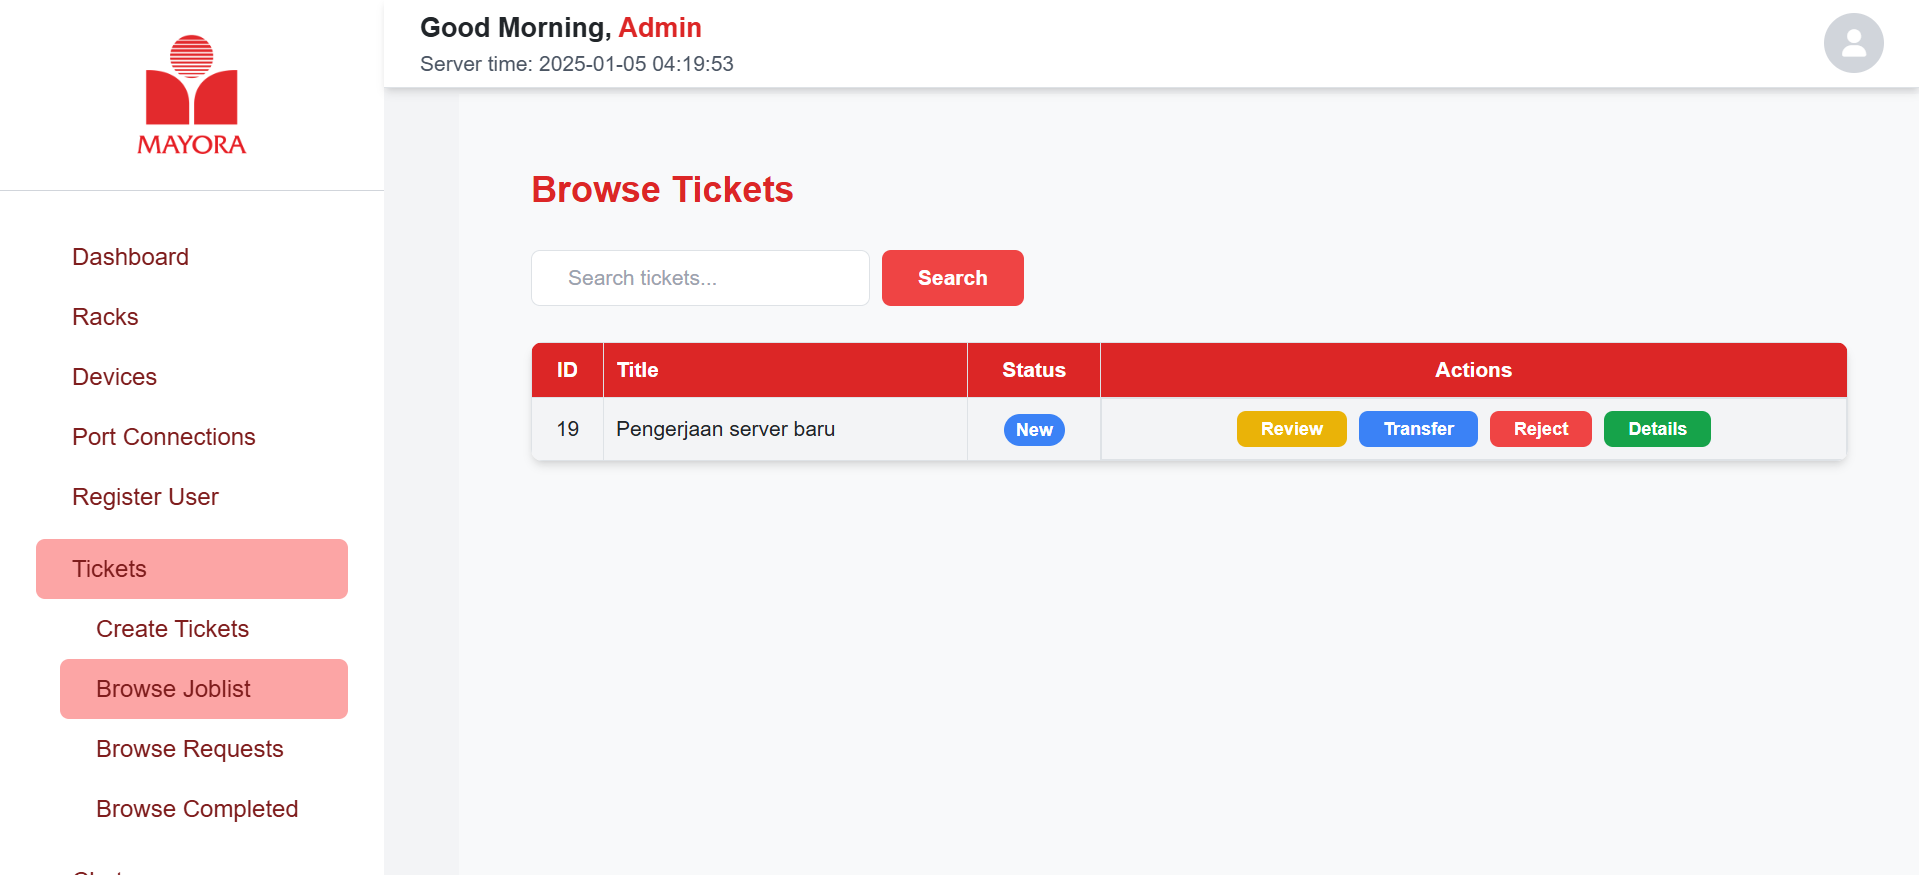 MAYORA
Good Morning, Admin
Server time: 2025-01-05 04:19:53
Dashboard
Racks
Devices
Port Connections
Register User
Tickets
Create Tickets
Browse Joblist
Browse Requests
Browse Completed
Browse Tickets
Search tickets...
Search
ID Title Status Actions
19 Pengerjaan server baru New Review Transfer Reject Details